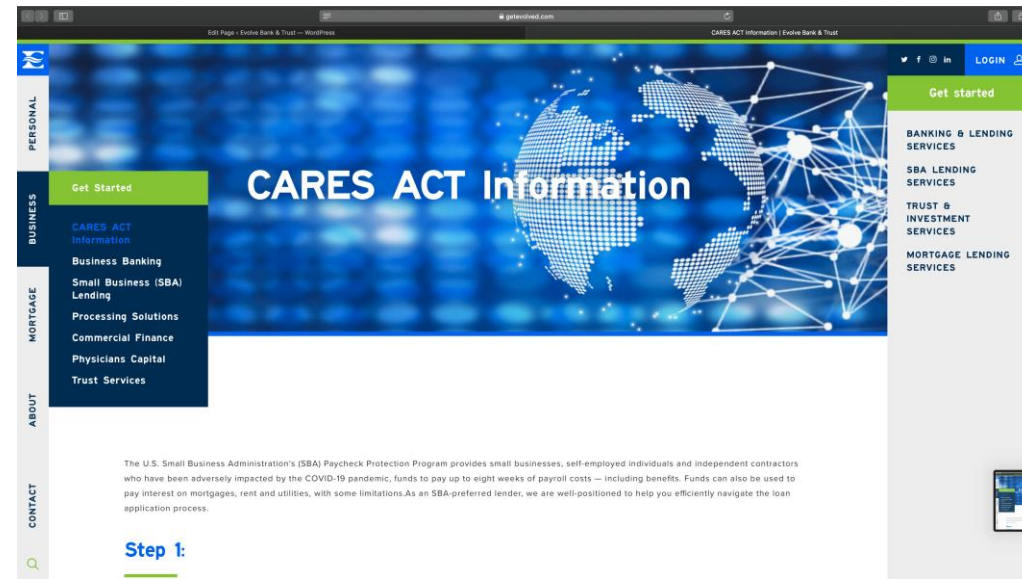 getevolved.com
Edit Page ‹ Evolve Bank & Trust — WordPress
CARES ACT Information | Evolve Bank & Trust
LOGIN
PERSONAL
BUSINESS
MORTGAGE
ABOUT
CONTACT
Get Started
CARES ACT
Information
Business Banking
Small Business (SBA)
Lending
Processing Solutions
Commercial Finance
Physicians Capital
Trust Services
CARES ACT Information
Get started
BANKING & LENDING
SERVICES
SBA LENDING
SERVICES
TRUST &
INVESTMENT
SERVICES
MORTGAGE LENDING
SERVICES
The U.S. Small Business Administration's (SBA) Paycheck Protection Program provides small businesses, self-employed individuals and independent contractors
who have been adversely impacted by the COVID-19 pandemic, funds to pay up to eight weeks of payroll costs — including benefits. Funds can also be used to
pay interest on mortgages, rent and utilities, with some limitations.As an SBA-preferred lender, we are well-positioned to help you efficiently navigate the loan
application process.
Step 1: